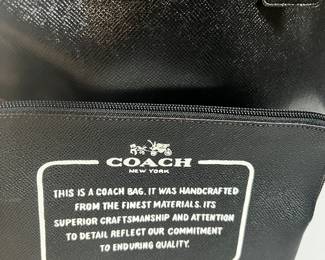 COACH
NEW YORK
THIS IS A COACH BAG. IT WAS HANDCRAFTED
FROM THE FINEST MATERIALS. ITS
SUPERIOR CRAFTSMANSHIP AND ATTENTION
TO DETAIL REFLECT OUR COMMITMENT
TO ENDURING QUALITY.